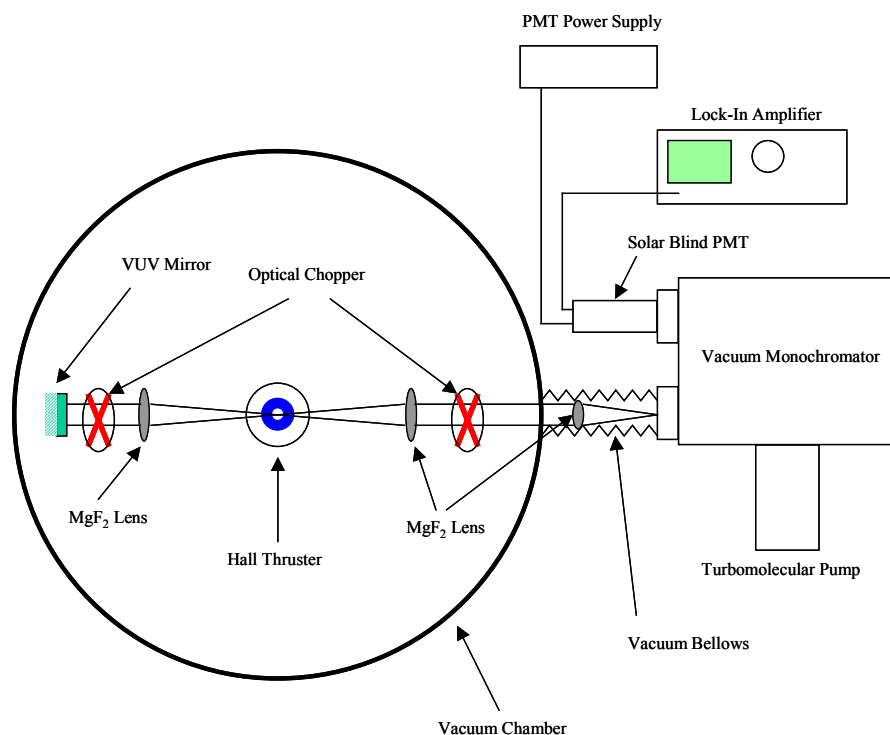 PMT Power Supply
Lock-In Amplifier
Solar Blind PMT
VUV Mirror
Optical Chopper
Vacuum Monochromator
MgF₂ Lens
MgF₂ Lens
Hall Thruster
Turbomolecular Pump
Vacuum Bellows
Vacuum Chamber